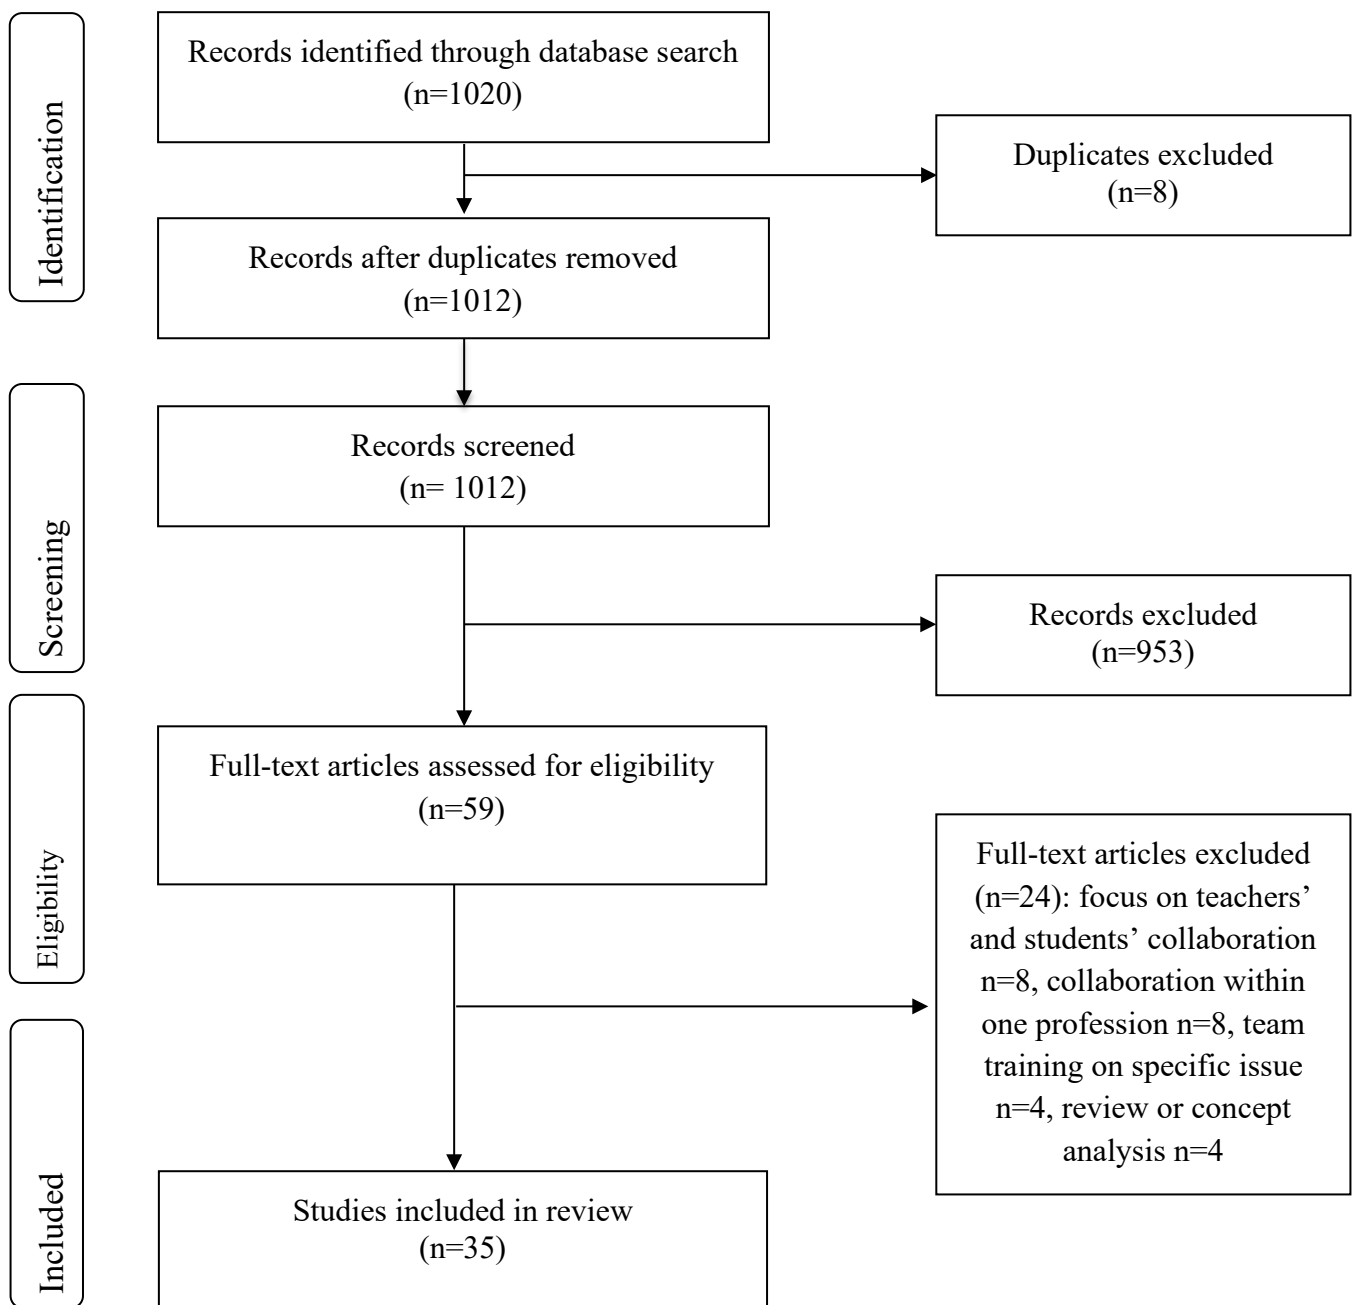 Identification
Records identified through database search
(n=1020)
Duplicates excluded
(n=8)
Records after duplicates removed
(n=1012)
Screening
Records screened
(n= 1012)
Records excluded
(n=953)
Eligibility
Full-text articles assessed for eligibility
(n=59)
Full-text articles excluded
(n=24): focus on teachers’
and students’ collaboration
n=8, collaboration within
one profession n=8, team
training on specific issue
n=4, review or concept
analysis n=4
Included
Studies included in review
(n=35)